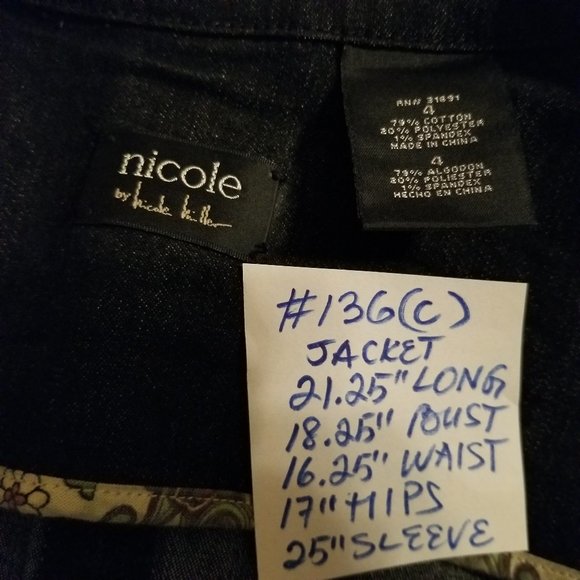 nicole
by Nicole Miller
RN# 31891
4
79% COTTON
20% POLYESTER
1% SPANDEX
MADE IN CHINA
4
79% ALGODON
20% POLIESTER
1% SPANDEX
HECHO EN CHINA
#136(C)
JACKET
21.25" LONG
18.25" BUST
16.25" WAIST
17" HIPS
25" SLEEVE